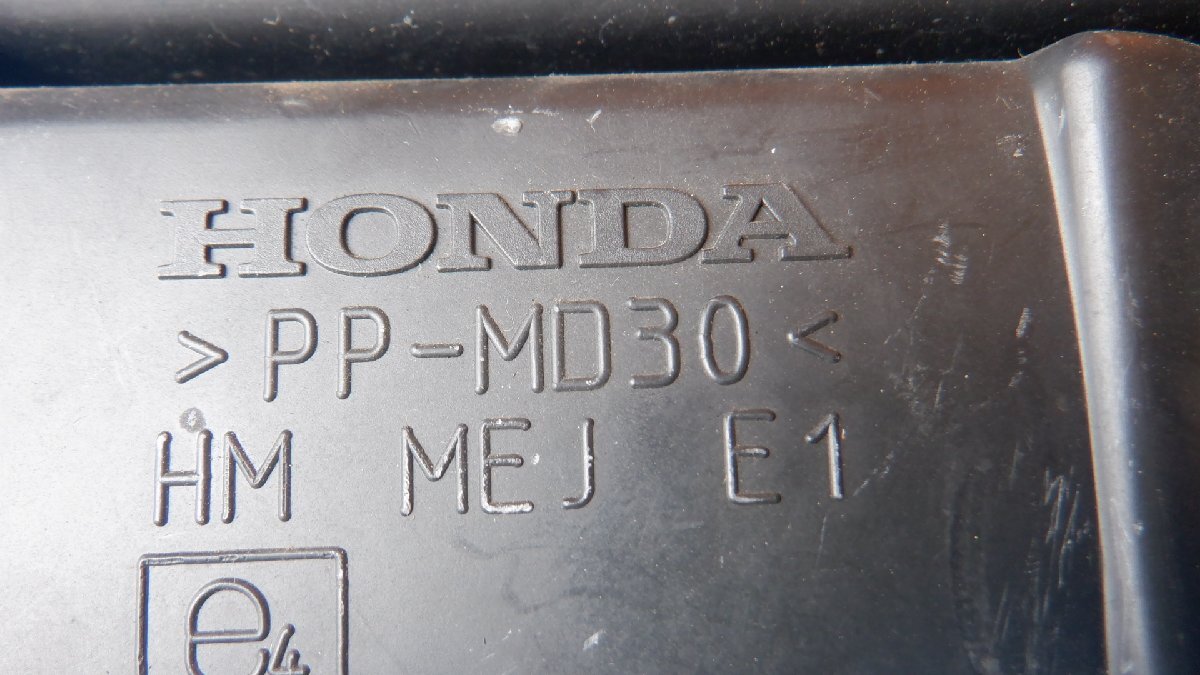 HONDA
>PP-MD30<
HM MEJ E1
e4